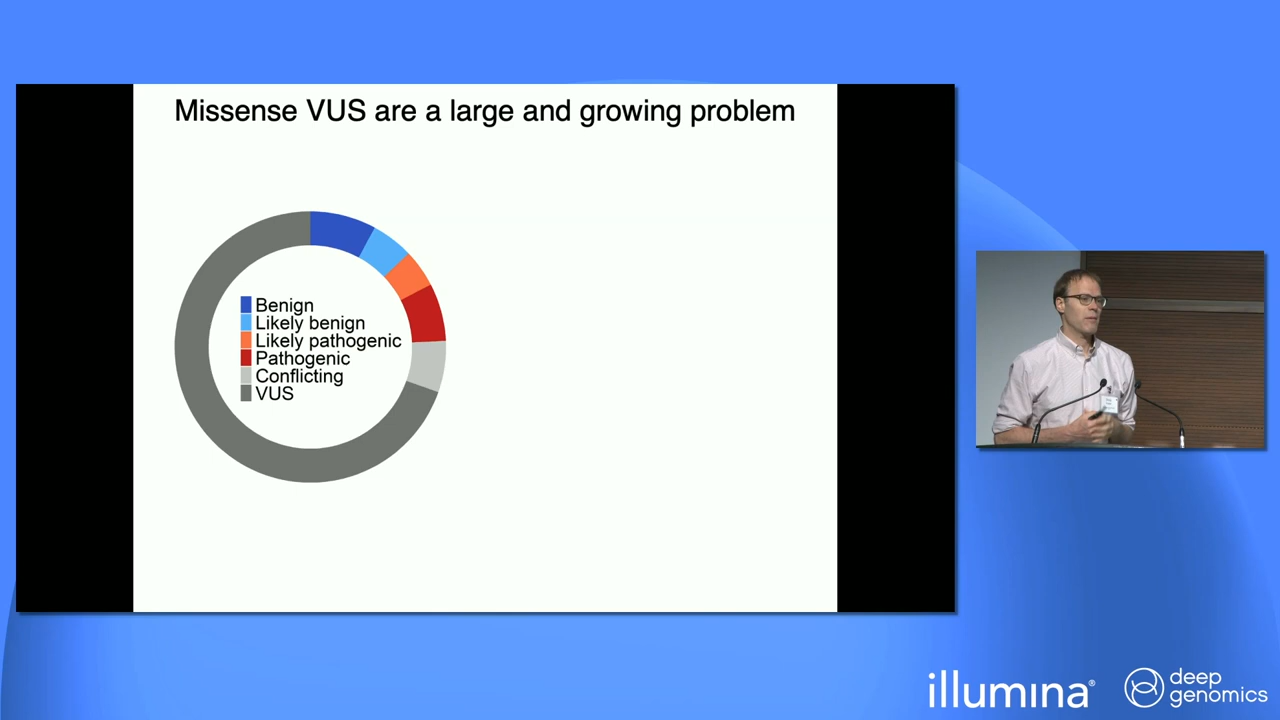 Missense VUS are a large and growing problem
Benign
Likely benign
Likely pathogenic
Pathogenic
Conflicting
VUS
illumina®
deep
genomics